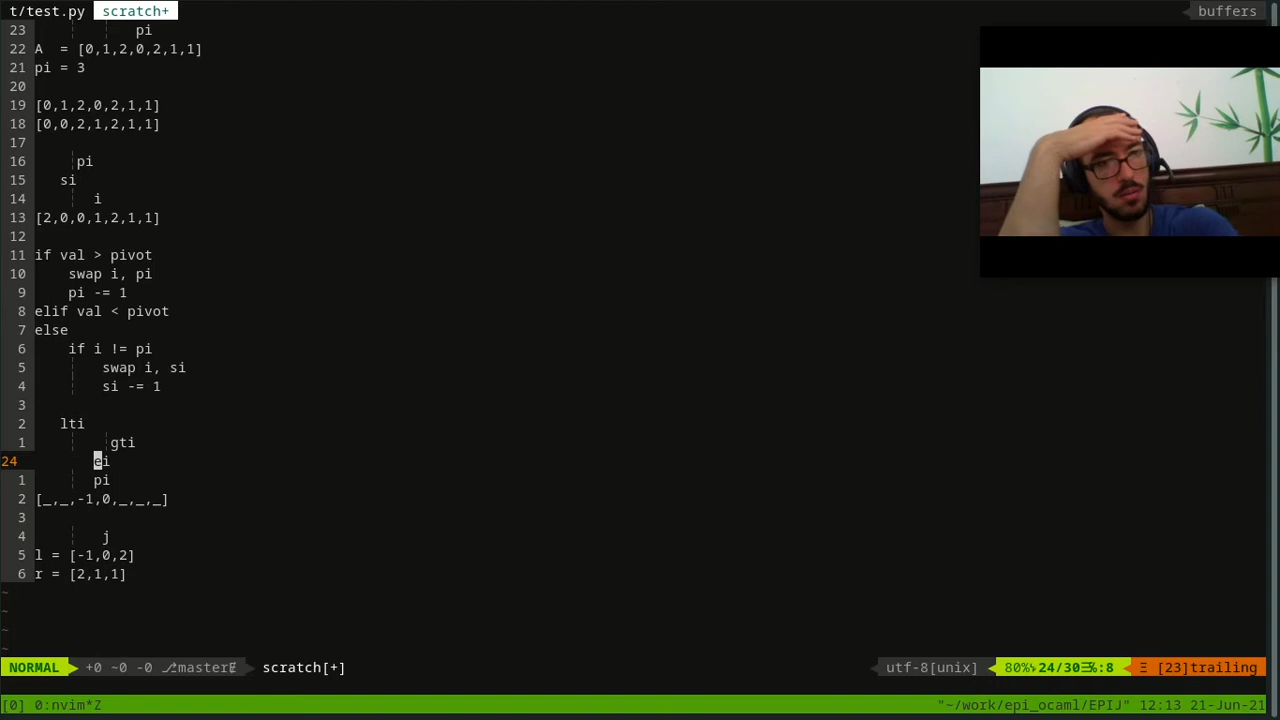 t/test.py scratch+ buffers
23 pi
22 A  = [0,1,2,0,2,1,1]
21 pi = 3
20
19 [0,1,2,0,2,1,1]
18 [0,0,2,1,2,1,1]
17
16 pi
15 si
14 i
13 [2,0,0,1,2,1,1]
12
11 if val > pivot
10 swap i, pi
9 pi -= 1
8 elif val < pivot
7 else
6 if i != pi
5 swap i, si
4 si -= 1
3
2 lti
1 gti
24 ei
1 pi
2 [_,_,-1,0,_,_,_]
3
4 j
5 l = [-1,0,2]
6 r = [2,1,1]
~
~
~
~
NORMAL +0 ~0 -0 master scratch[+] utf-8[unix] 80% 24/30 :8 Ξ [23]trailing
[0] 0:nvim*Z "~/work/epi_ocaml/EPIJ" 12:13 21-Jun-21